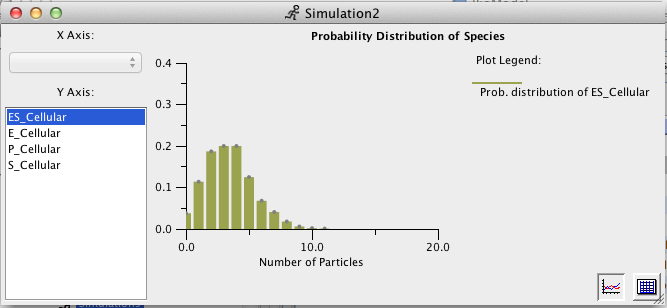 Simulation2
X Axis:
Probability Distribution of Species
Plot Legend:
Prob. distribution of ES_Cellular
Y Axis:
ES_Cellular
E_Cellular
P_Cellular
S_Cellular
0.4
0.3
0.2
0.1
0.0
0.0 10.0 20.0
Number of Particles